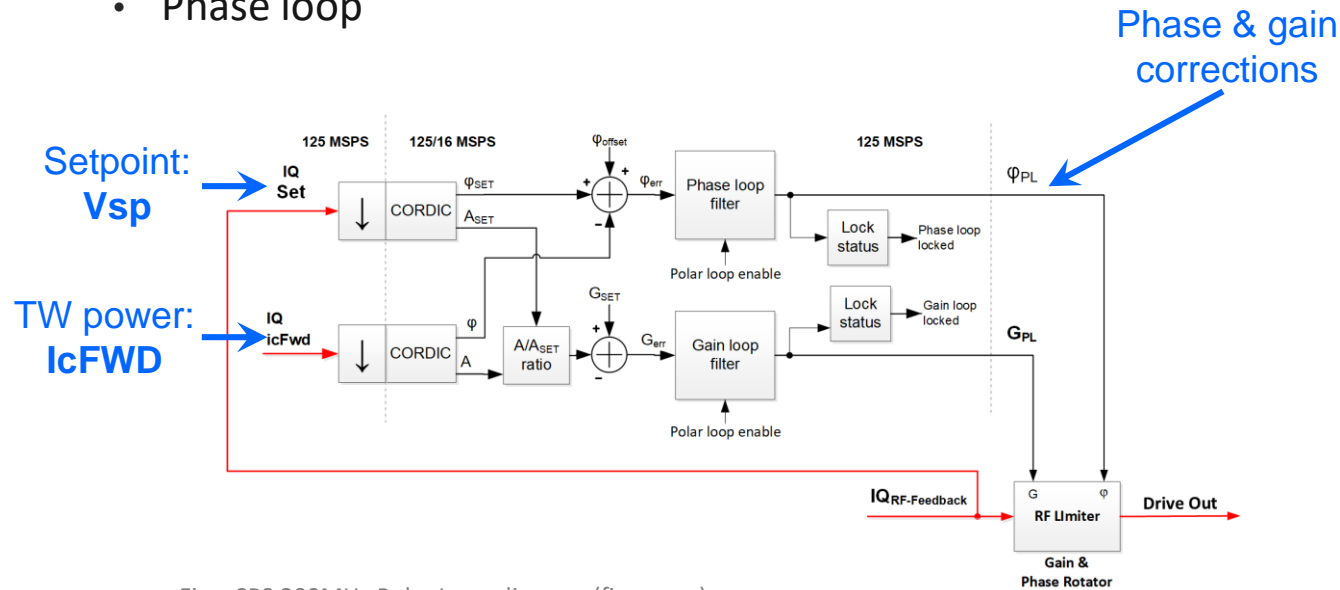 • Phase loop
Phase & gain
corrections
125 MSPS
125/16 MSPS
φoffset
125 MSPS
Setpoint:
Vsp
IQ
Set
↓
CORDIC
φSET
ASET
+
+
−
φerr
Phase loop
filter
φPL
Lock
status
Phase loop
locked
Polar loop enable
TW power:
IcFWD
IQ
icFwd
↓
CORDIC
φ
A
A/ASET
ratio
GSET
+
−
Gerr
Gain loop
filter
Lock
status
Gain loop
locked
GPL
Polar loop enable
IQRF-Feedback
G φ
RF LImiter
Drive Out
Gain &
Phase Rotator